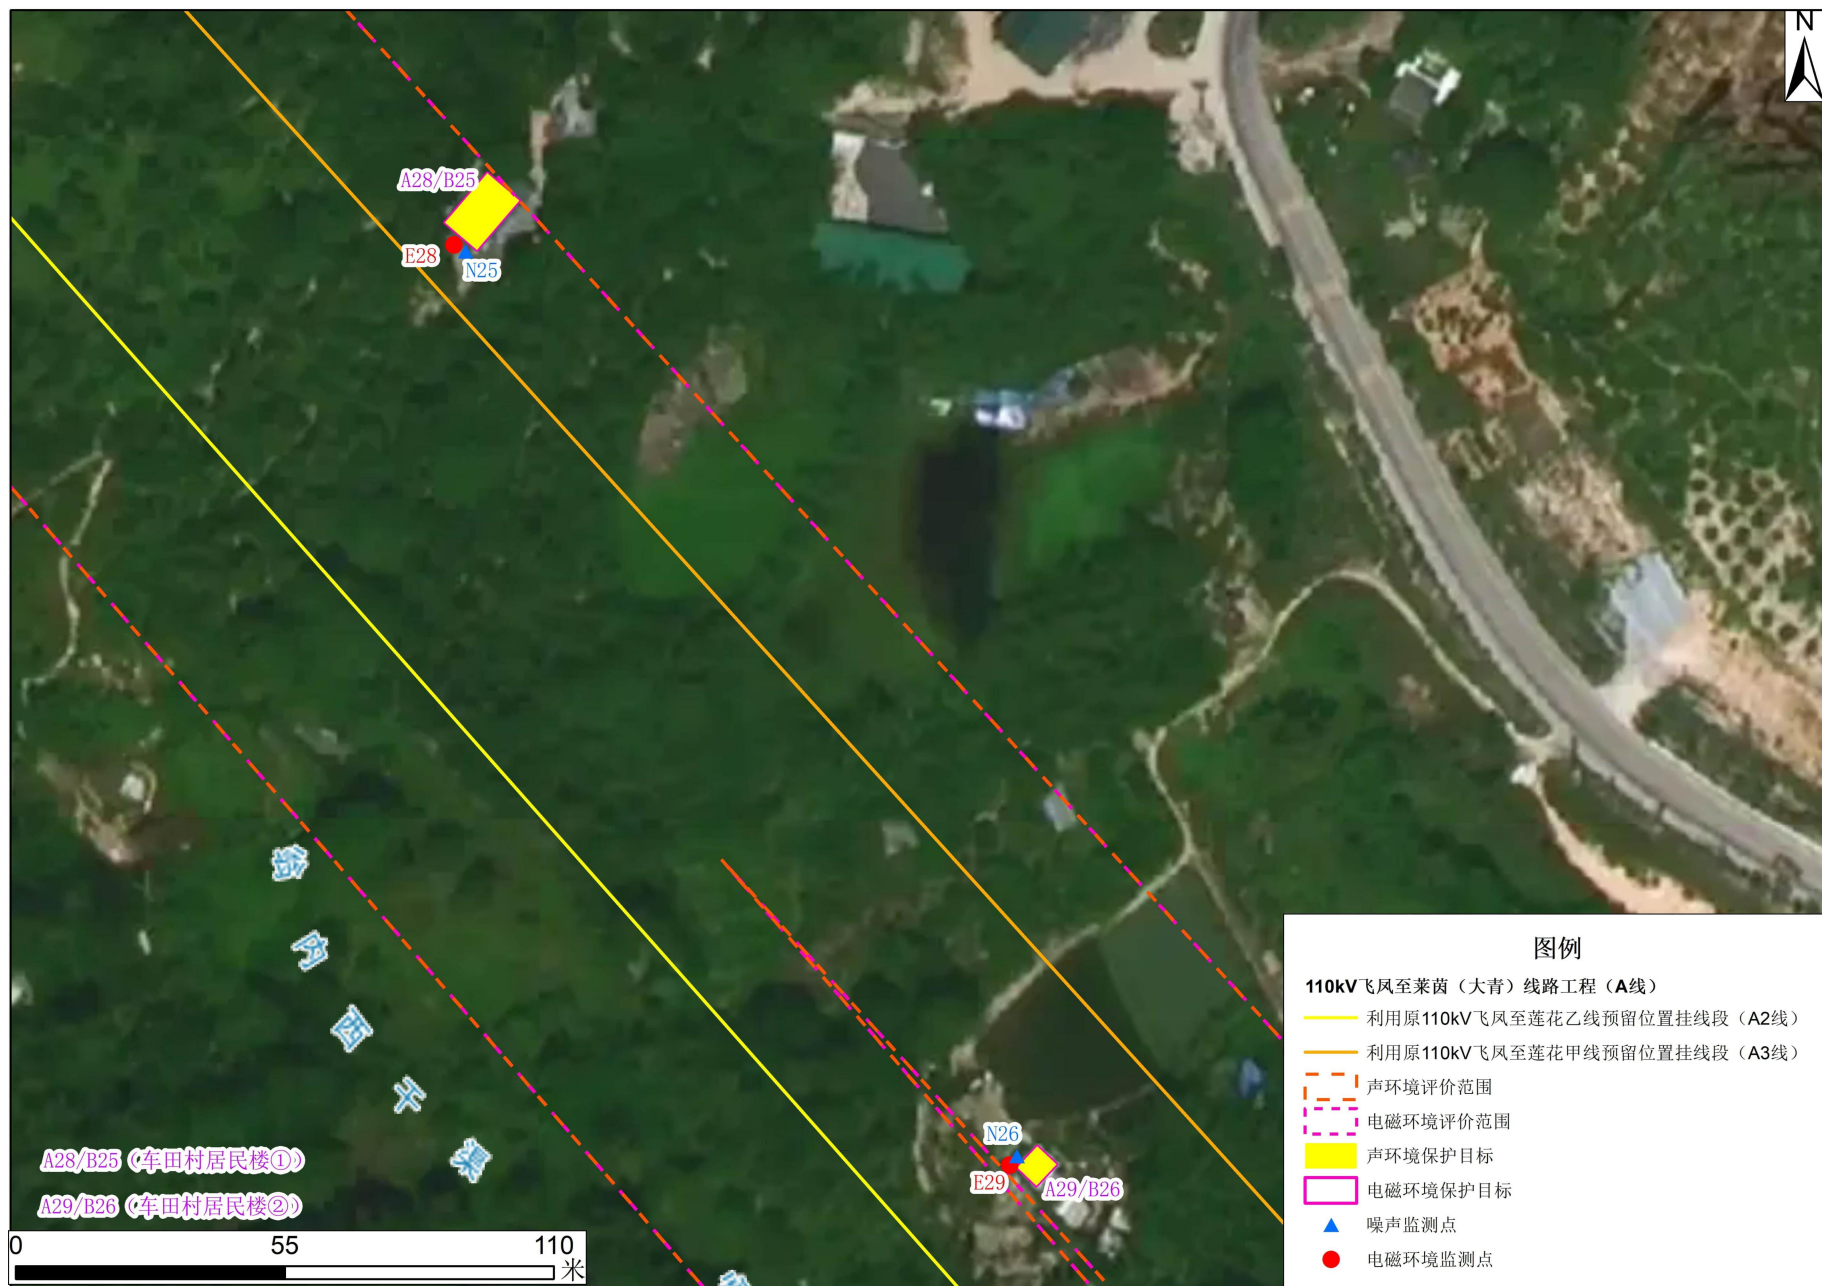 N
A28/B25
E28
N25
给
内
西
干
渠
N26
E29
A29/B26
A28/B25（车田村居民楼①）
A29/B26（车田村居民楼②）
0 55 110
米
图例
110kV飞凤至莱茵（大青）线路工程（A线）
利用原110kV飞凤至莲花乙线预留位置挂线段（A2线）
利用原110kV飞凤至莲花甲线预留位置挂线段（A3线）
声环境评价范围
电磁环境评价范围
声环境保护目标
电磁环境保护目标
噪声监测点
电磁环境监测点